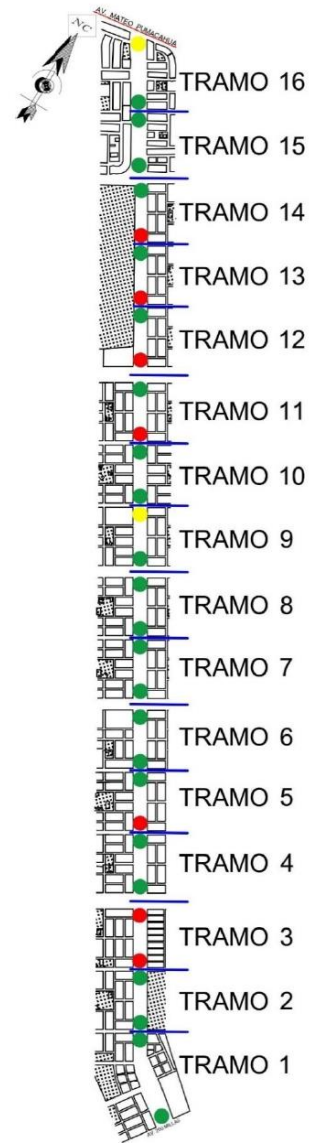 AV. MATEO PUMACAHUA
NC
TRAMO 16
TRAMO 15
TRAMO 14
TRAMO 13
TRAMO 12
TRAMO 11
TRAMO 10
TRAMO 9
TRAMO 8
TRAMO 7
TRAMO 6
TRAMO 5
TRAMO 4
TRAMO 3
TRAMO 2
TRAMO 1